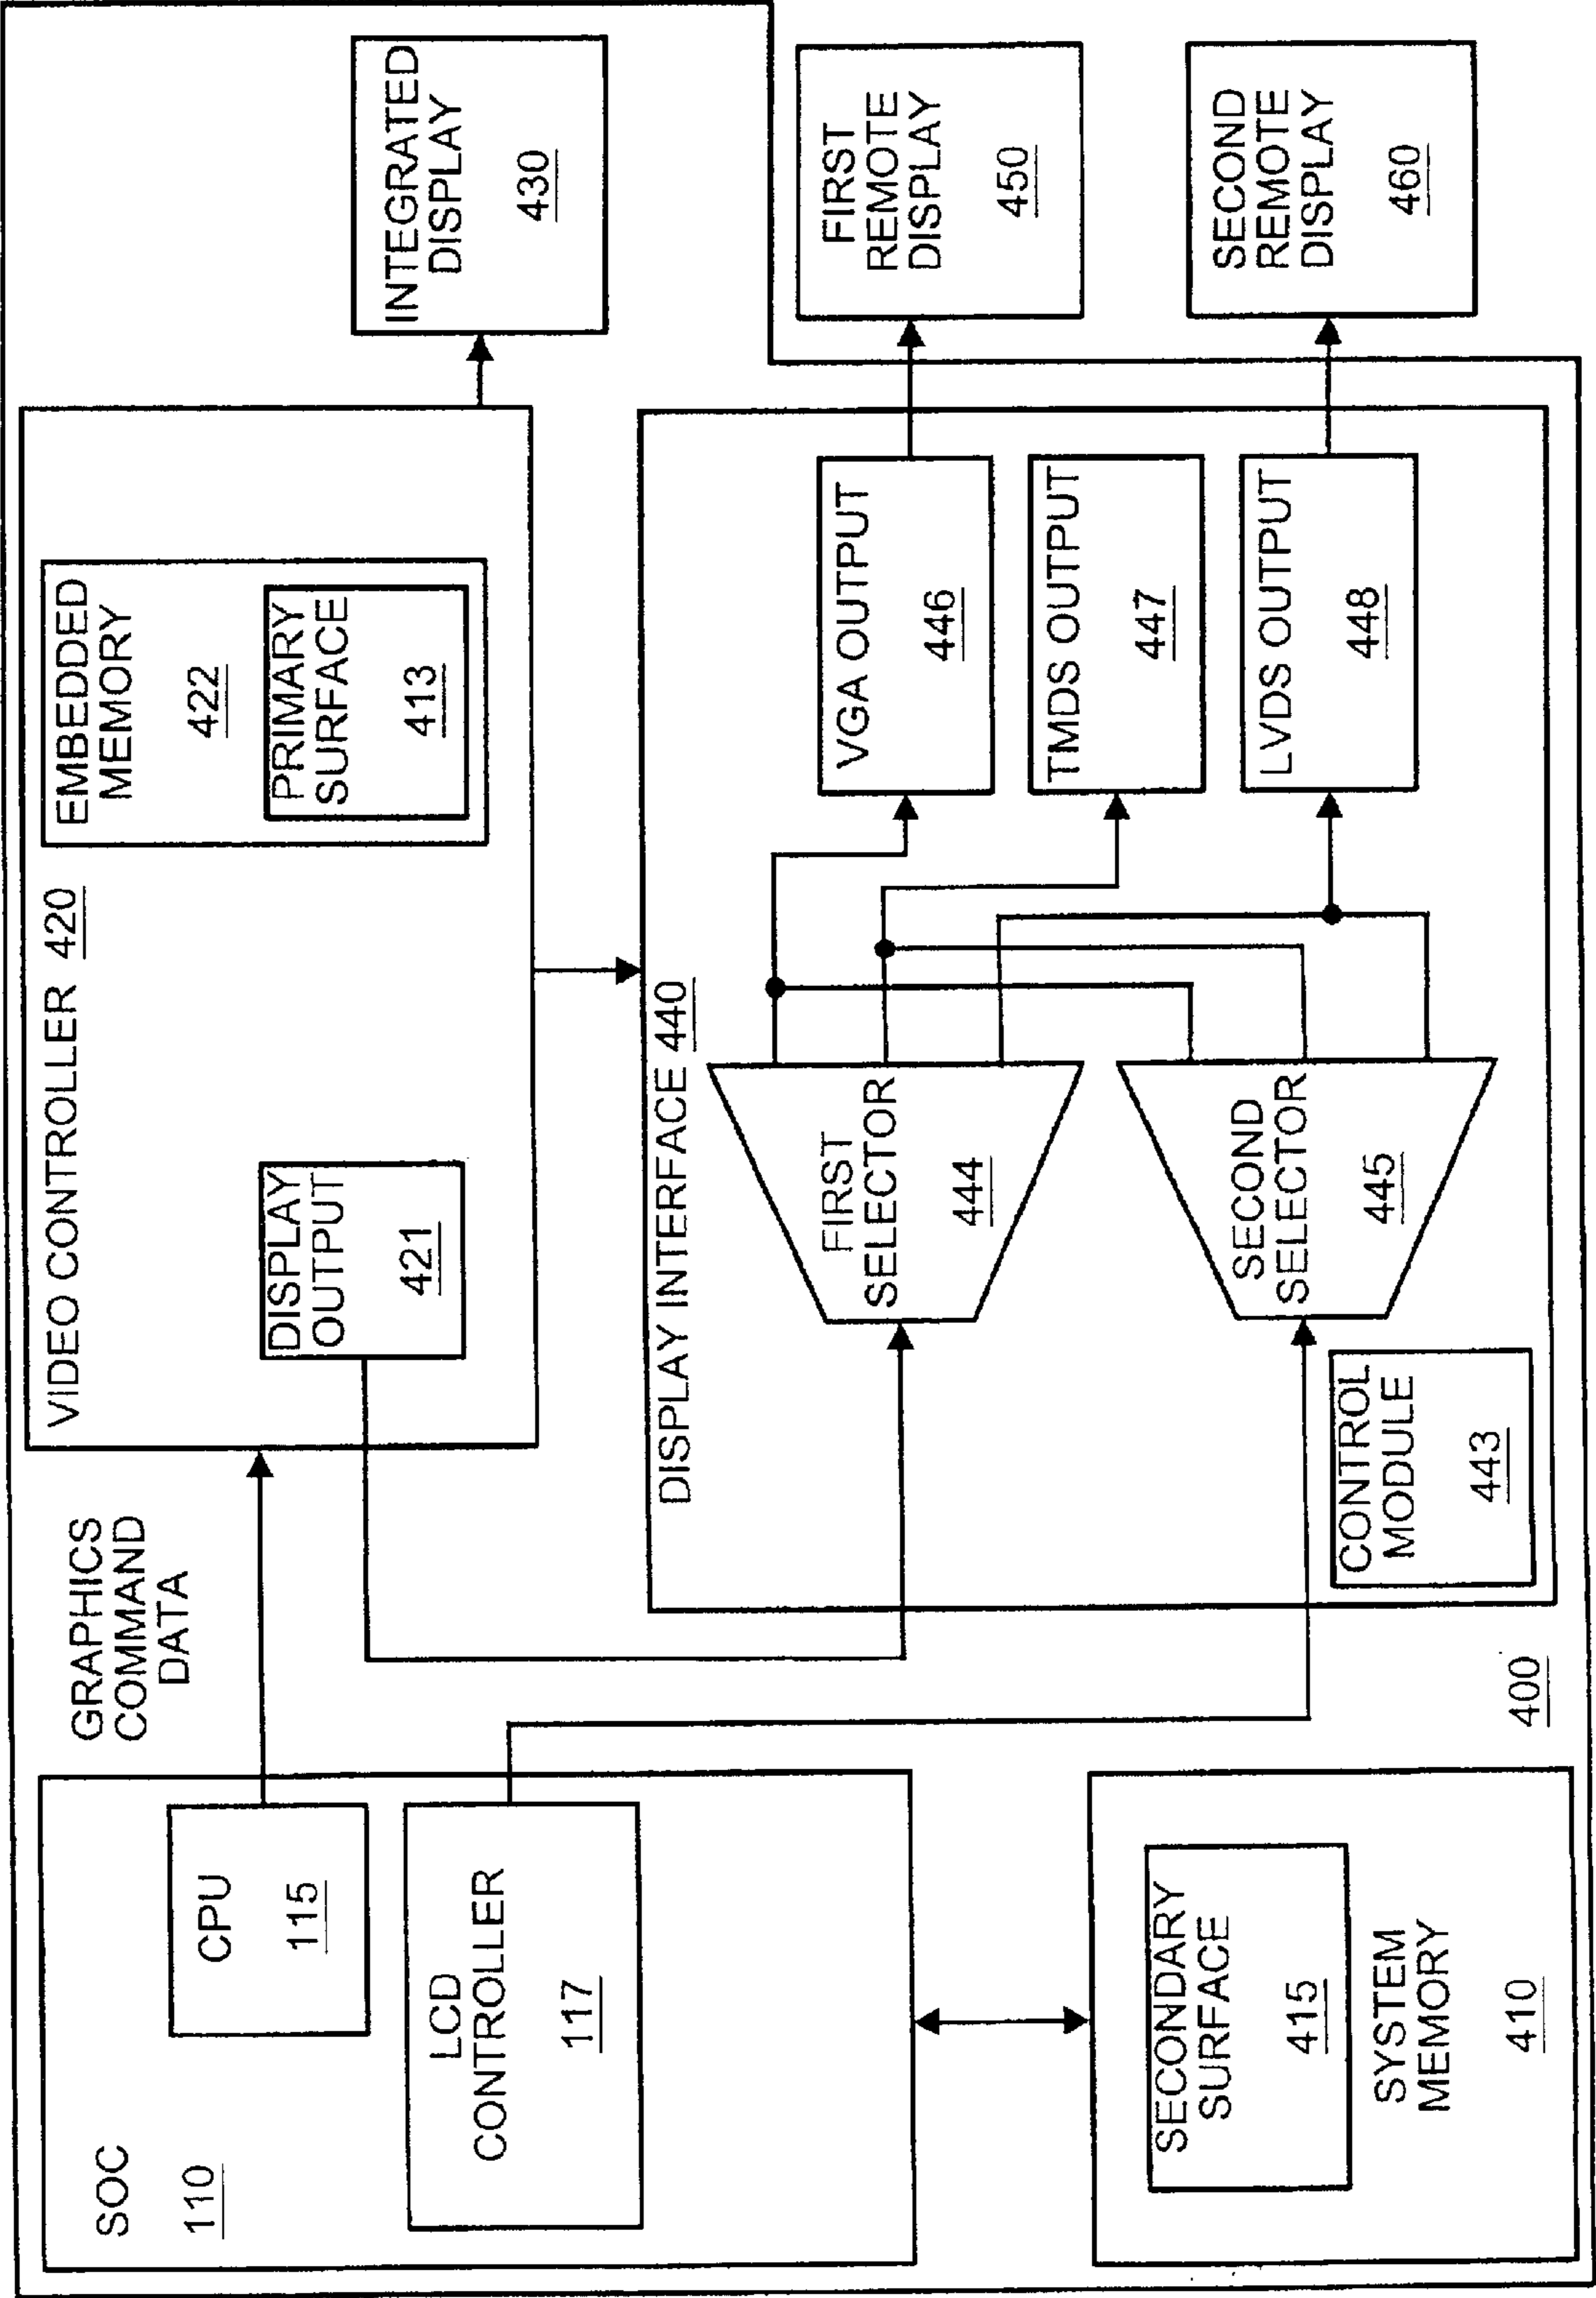 SOC
110
CPU
115
LCD
CONTROLLER
117
GRAPHICS
COMMAND
DATA
VIDEO CONTROLLER 420
DISPLAY
OUTPUT
421
EMBEDDED
MEMORY
422
PRIMARY
SURFACE
413
INTEGRATED
DISPLAY
430
DISPLAY INTERFACE 440
FIRST
SELECTOR
444
SECOND
SELECTOR
445
CONTROL
MODULE
443
VGA OUTPUT
446
TMDS OUTPUT
447
LVDS OUTPUT
448
FIRST
REMOTE
DISPLAY
450
SECOND
REMOTE
DISPLAY
460
SECONDARY
SURFACE
415
SYSTEM
MEMORY
410
400